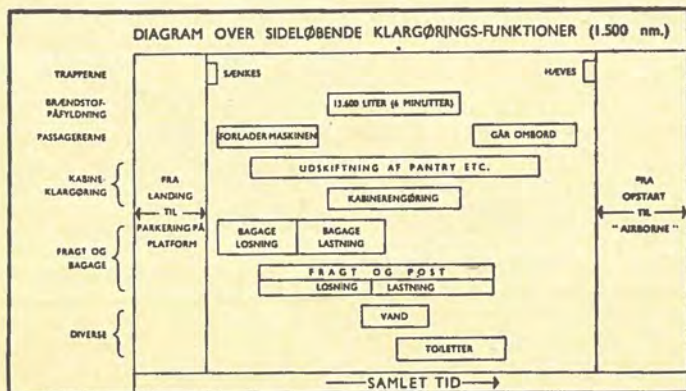 DIAGRAM OVER SIDELØBENDE KLARGØRINGS-FUNKTIONER (1.500 nm.)
TRAPPERNE
SÆNKES
HÆVES
BRÆNDSTOF-
PÅFYLDNING
13.600 LITER (6 MINUTTER)
PASSAGERERNE
FORLADER MASKINEN
GÅR OMBORD
KABINE-
KLARGØRING
UDSKIFTNING AF PANTRY ETC.
KABINERENGØRING
FRA
LANDING
TIL
PARKERING PÅ
PLATFORM
FRA
OPSTART
TIL
"AIRBORNE"
FRAGT OG
BAGAGE
BAGAGE
LOSNING
BAGAGE
LASTNING
FRAGT OG POST
LOSNING
LASTNING
DIVERSE
VAND
TOILETTER
SAMLET TID